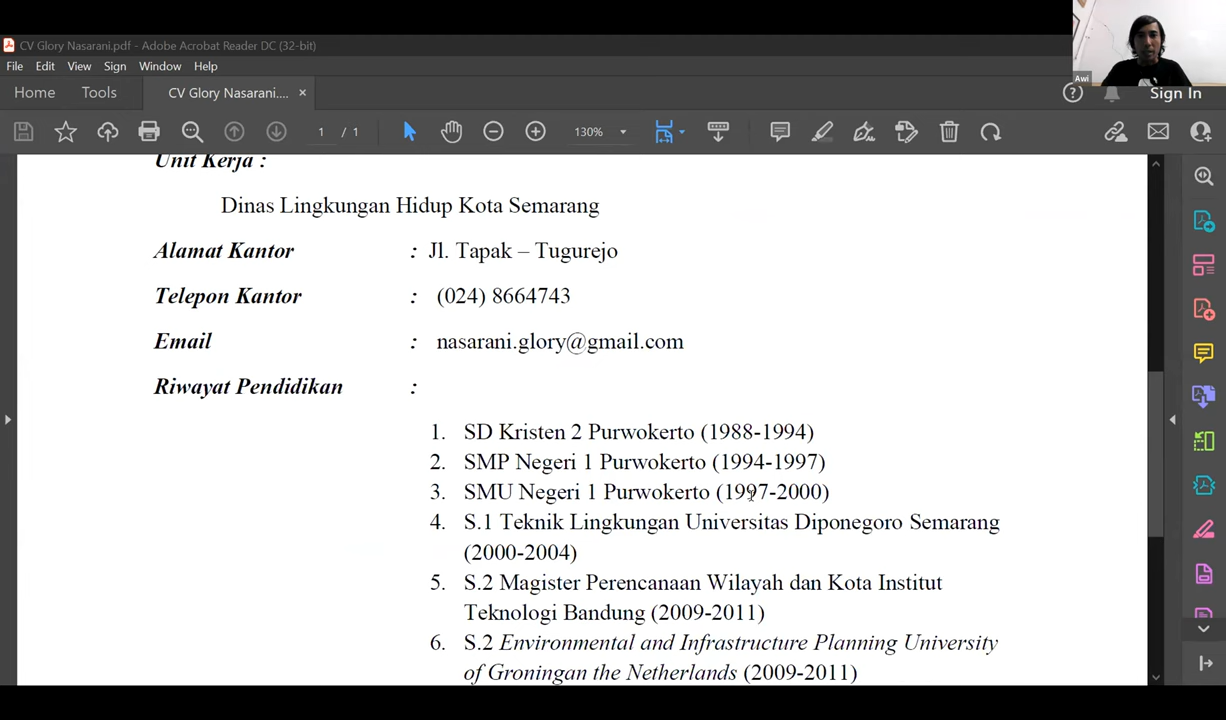 CV Glory Nasarani.pdf - Adobe Acrobat Reader DC (32-bit)
File Edit View Sign Window Help
Home Tools CV Glory Nasarani.... × Sign In
Awi
1 / 1 130%
Unit Kerja :
Dinas Lingkungan Hidup Kota Semarang
Alamat Kantor : Jl. Tapak – Tugurejo
Telepon Kantor : (024) 8664743
Email : nasarani.glory@gmail.com
Riwayat Pendidikan :
1. SD Kristen 2 Purwokerto (1988-1994)
2. SMP Negeri 1 Purwokerto (1994-1997)
3. SMU Negeri 1 Purwokerto (1997-2000)
4. S.1 Teknik Lingkungan Universitas Diponegoro Semarang
(2000-2004)
5. S.2 Magister Perencanaan Wilayah dan Kota Institut
Teknologi Bandung (2009-2011)
6. S.2 Environmental and Infrastructure Planning University
of Groningan the Netherlands (2009-2011)